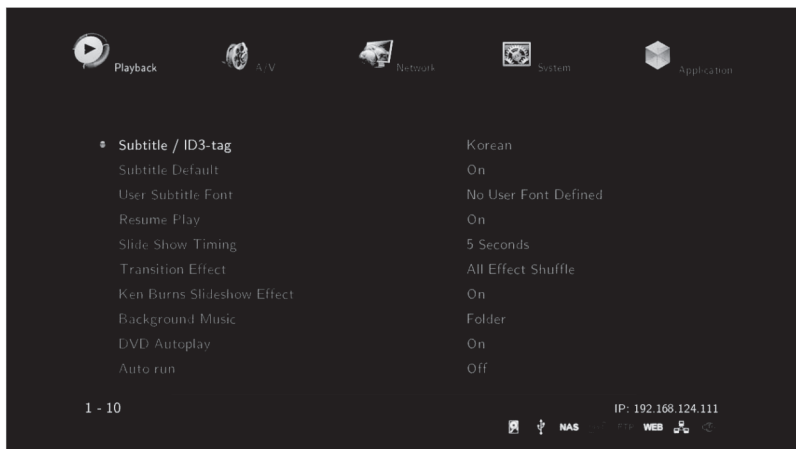 Playback
A/V
Network
System
Application
Subtitle / ID3-tag Korean
Subtitle Default On
User Subtitle Font No User Font Defined
Resume Play On
Slide Show Timing 5 Seconds
Transition Effect All Effect Shuffle
Ken Burns Slideshow Effect On
Background Music Folder
DVD Autoplay On
Auto run Off
1 - 10
IP: 192.168.124.111
NAS WEB